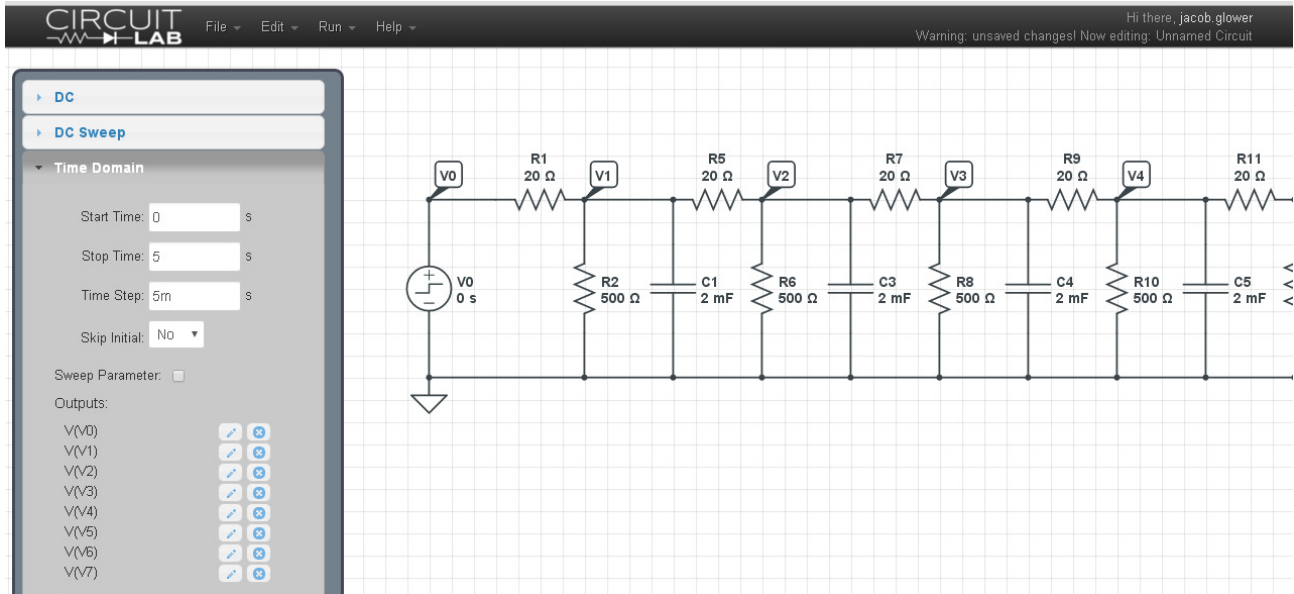 CIRCUIT
LAB
File Edit Run Help
Hi there, jacob.glower
Warning: unsaved changes! Now editing: Unnamed Circuit
DC
DC Sweep
Time Domain
Start Time: 0 s
Stop Time: 5 s
Time Step: 5m s
Skip Initial: No
Sweep Parameter:
Outputs:
V(V0)
V(V1)
V(V2)
V(V3)
V(V4)
V(V5)
V(V6)
V(V7)
R1 R5 R7 R9 R11
V0 20 Ω V1 20 Ω V2 20 Ω V3 20 Ω V4 20 Ω
V0 R2 C1 R6 C3 R8 C4 R10 C5
0 s 500 Ω 2 mF 500 Ω 2 mF 500 Ω 2 mF 500 Ω 2 mF